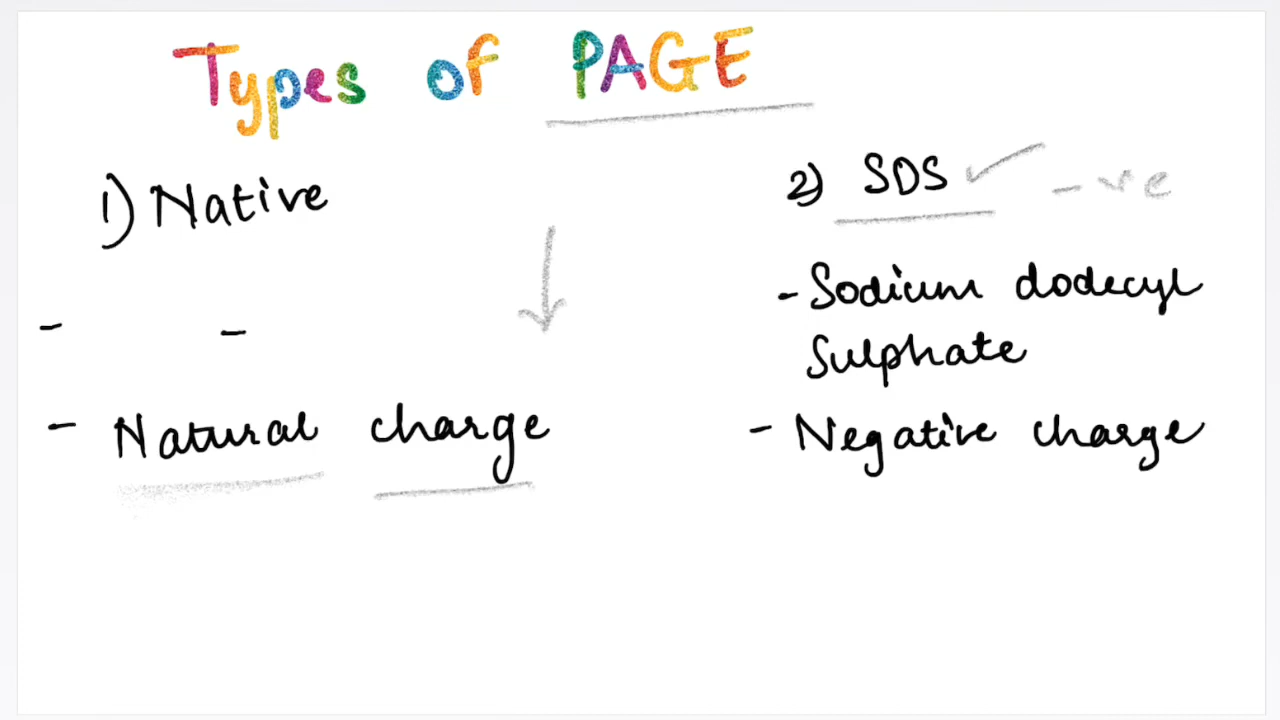 Types of PAGE
1) Native
-      -
- Natural charge
2) SDS ✓ -ve
- Sodium dodecyl
Sulphate
- Negative charge